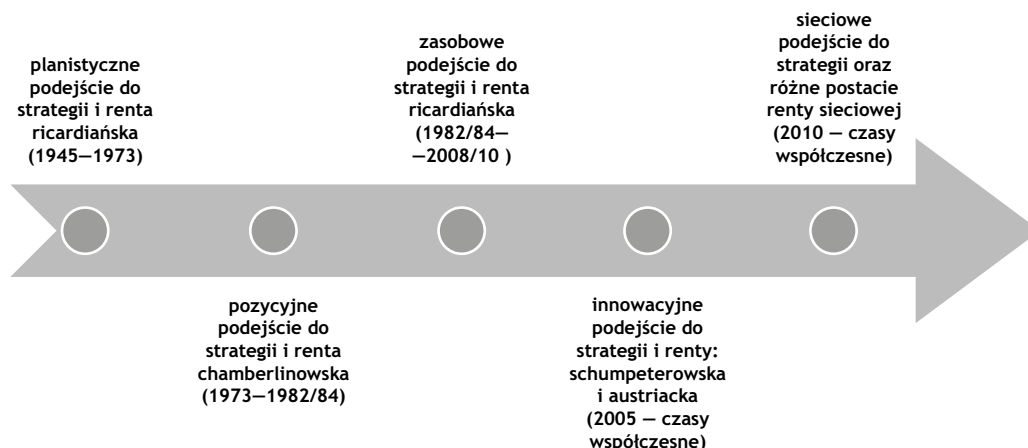 planistyczne
podejście do
strategii i renta
ricardiańska
(1945—1973)
pozycyjne
podejście do
strategii i renta
chamberlinowska
(1973—1982/84)
zasobowe
podejście do
strategii i renta
ricardiańska
(1982/84—
—2008/10 )
innowacyjne
podejście do
strategii i renty:
schumpeterowska
i austriacka
(2005 — czasy
współczesne)
sieciowe
podejście do
strategii oraz
różne postacie
renty sieciowej
(2010 — czasy
współczesne)